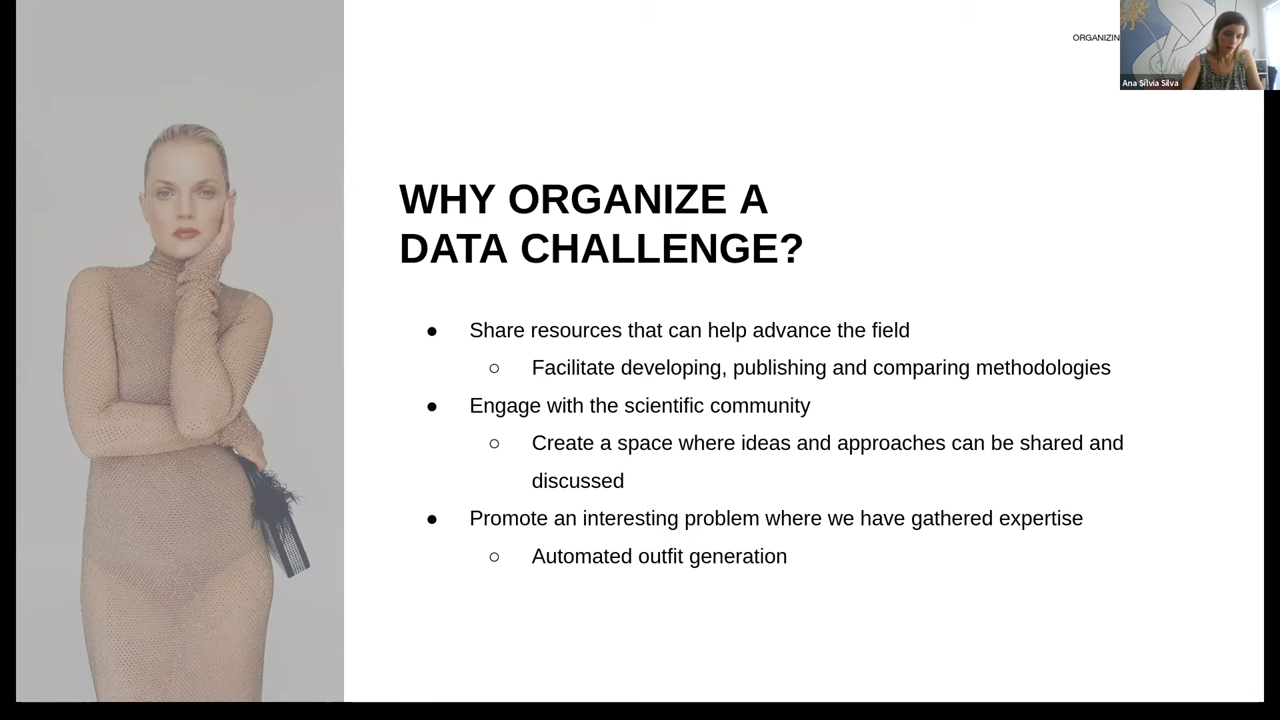 ORGANIZIN
Ana Sílvia Silva
WHY ORGANIZE A
DATA CHALLENGE?
● Share resources that can help advance the field
○ Facilitate developing, publishing and comparing methodologies
● Engage with the scientific community
○ Create a space where ideas and approaches can be shared and
discussed
● Promote an interesting problem where we have gathered expertise
○ Automated outfit generation